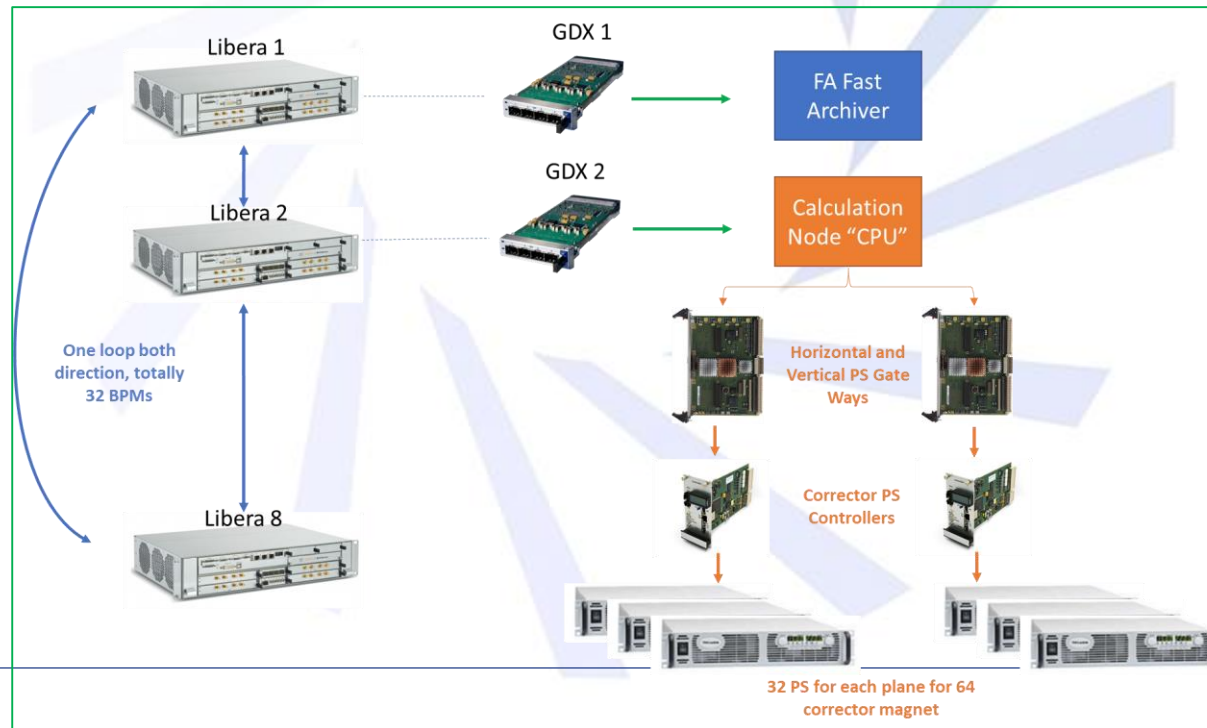 Libera 1
GDX 1
FA Fast
Archiver
GDX 2
Libera 2
Calculation
Node “CPU”
One loop both
direction, totally
32 BPMs
Horizontal and
Vertical PS Gate
Ways
Libera 8
Corrector PS
Controllers
32 PS for each plane for 64
corrector magnet